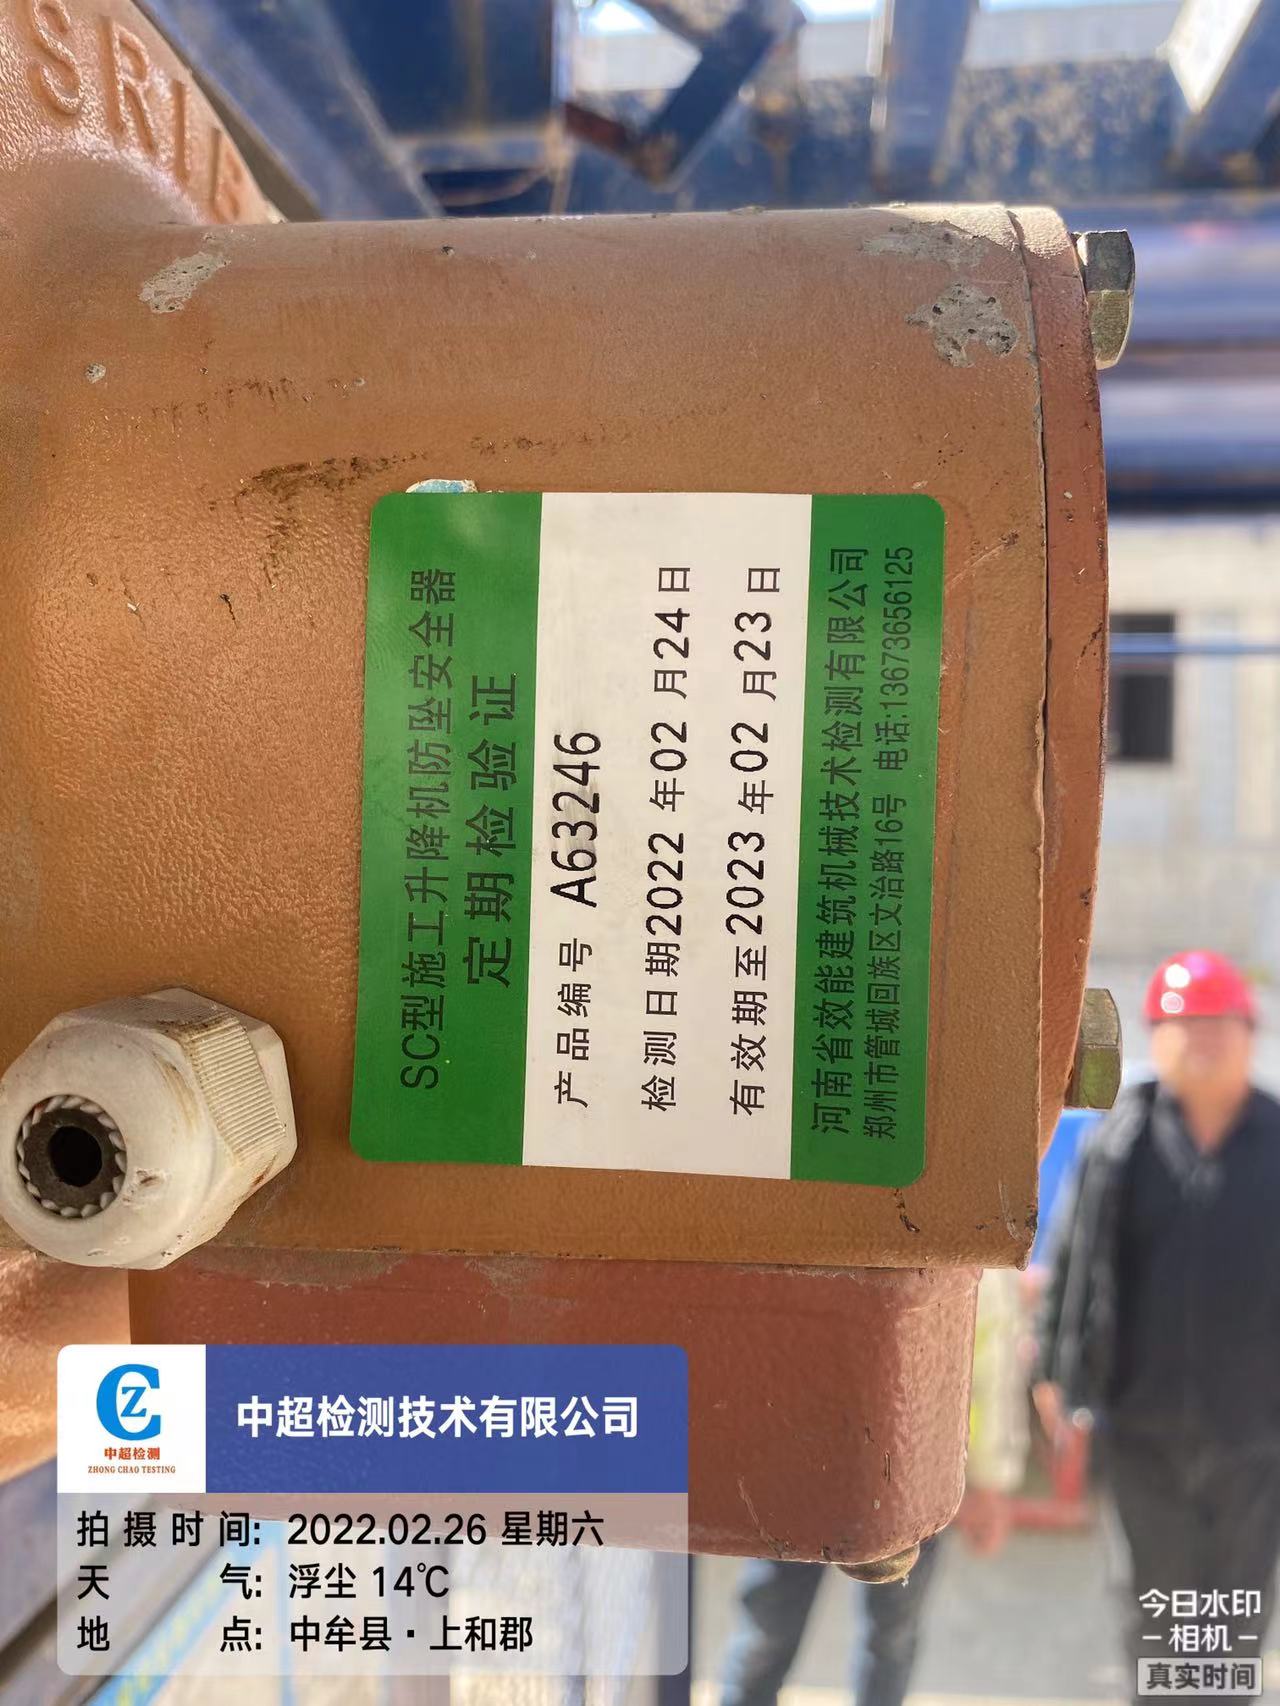 SRIB
SC型施工升降机防坠安全器
定期检验证
产品编号 A63246
检测日期2022年02月24日
有效期至2023年02月23日
河南省效能建筑机械技术检测有限公司
郑州市管城回族区文治路16号 电话:13673656125
中超检测
ZHONG CHAO TESTING
中超检测技术有限公司
拍摄时间: 2022.02.26 星期六
天气: 浮尘 14℃
地点: 中牟县·上和郡
今日水印
-相机-
真实时间